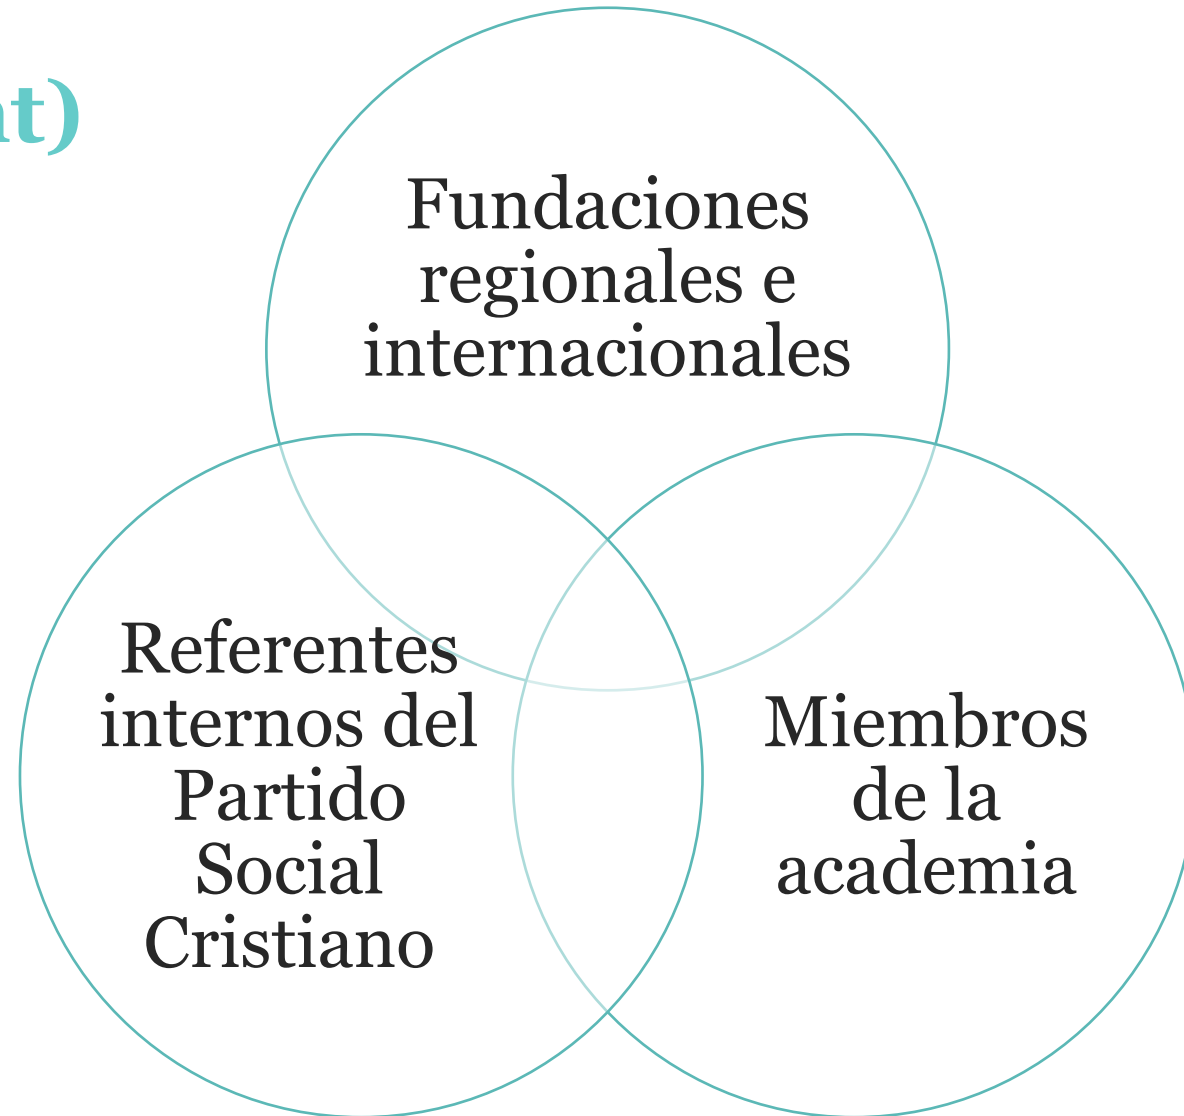 t)
Fundaciones
regionales e
internacionales
Referentes
internos del
Partido
Social
Cristiano
Miembros
de la
academia